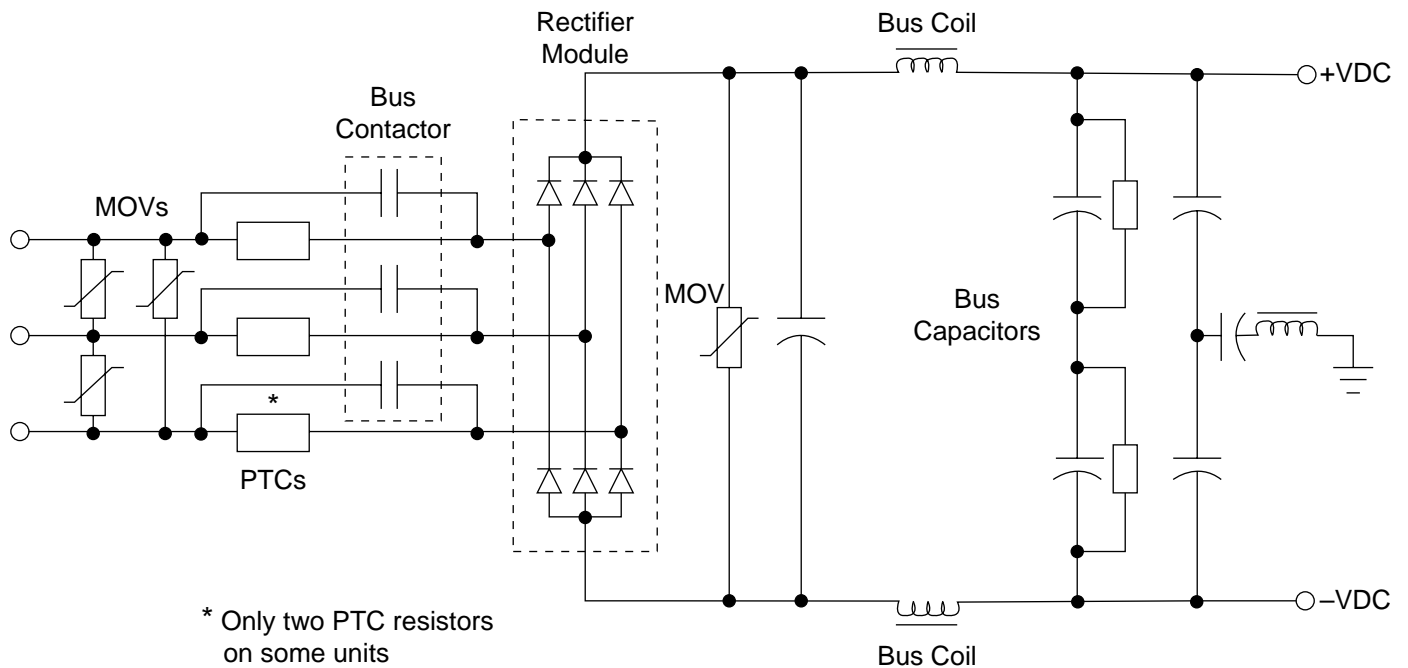 Rectifier
Module
Bus Coil
+VDC
Bus
Contactor
MOVs
MOV
Bus
Capacitors
*
PTCs
–VDC
* Only two PTC resistors
on some units
Bus Coil